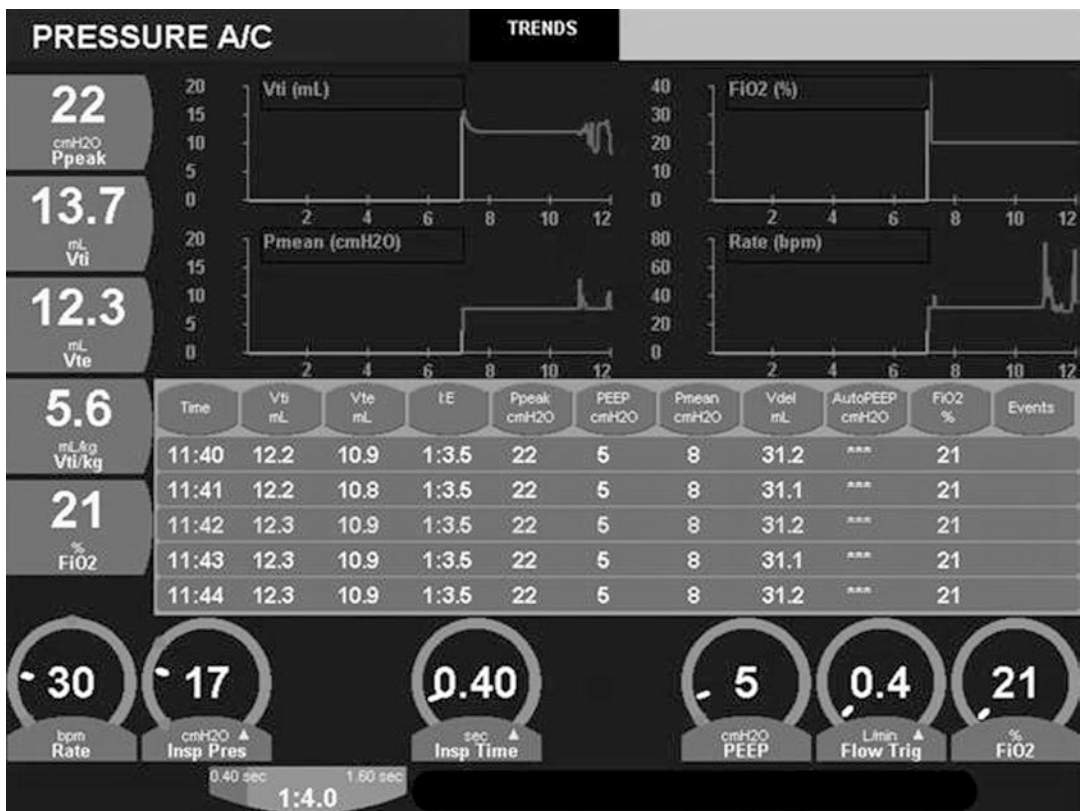 PRESSURE A/C
TRENDS
22
cmH2O
Ppeak
13.7
mL
Vti
12.3
mL
Vte
5.6
mL/kg
Vti/kg
21
%
FiO2
Vti (mL)
20
15
10
5
0
2 4 6 8 10 12
FiO2 (%)
40
30
20
10
0
2 4 6 8 10 12
Pmean (cmH2O)
20
15
10
5
0
2 4 6 8 10 12
Rate (bpm)
80
60
40
20
0
2 4 6 8 10 12
Time Vti mL Vte mL I:E Ppeak cmH2O PEEP cmH2O Pmean cmH2O Vdel mL AutoPEEP cmH2O FiO2 % Events
11:40 12.2 10.9 1:3.5 22 5 8 31.2 *** 21
11:41 12.2 10.8 1:3.5 22 5 8 31.1 *** 21
11:42 12.3 10.9 1:3.5 22 5 8 31.2 *** 21
11:43 12.3 10.9 1:3.5 22 5 8 31.1 *** 21
11:44 12.3 10.9 1:3.5 22 5 8 31.2 *** 21
30
bpm
Rate
17
cmH2O
Insp Pres
0.40
sec
Insp Time
5
cmH2O
PEEP
0.4
L/min
Flow Trig
21
%
FiO2
0.40 sec 1.60 sec
1:4.0